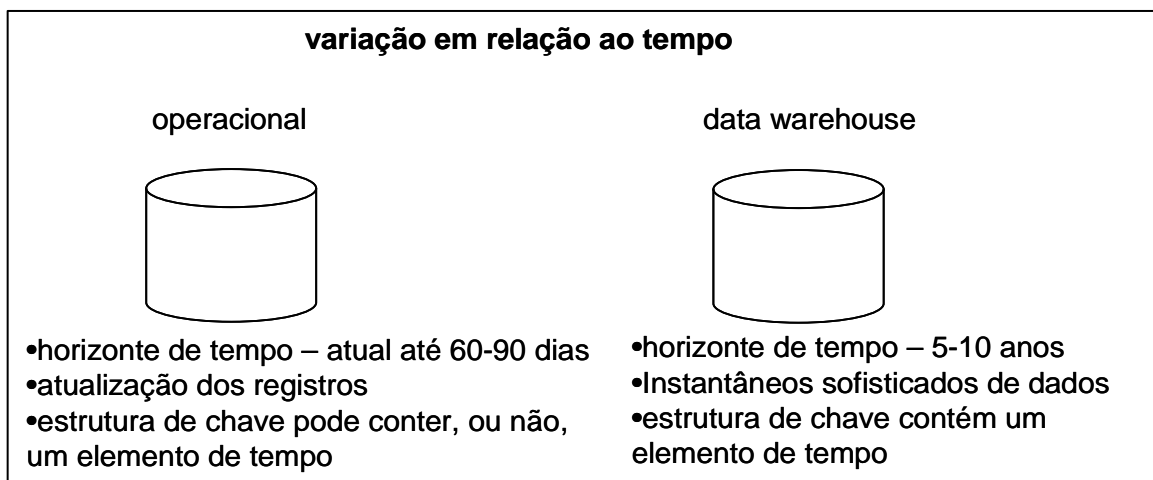 variação em relação ao tempo
operacional
data warehouse
•horizonte de tempo – atual até 60-90 dias
•atualização dos registros
•estrutura de chave pode conter, ou não,
um elemento de tempo
•horizonte de tempo – 5-10 anos
•Instantâneos sofisticados de dados
•estrutura de chave contém um
elemento de tempo